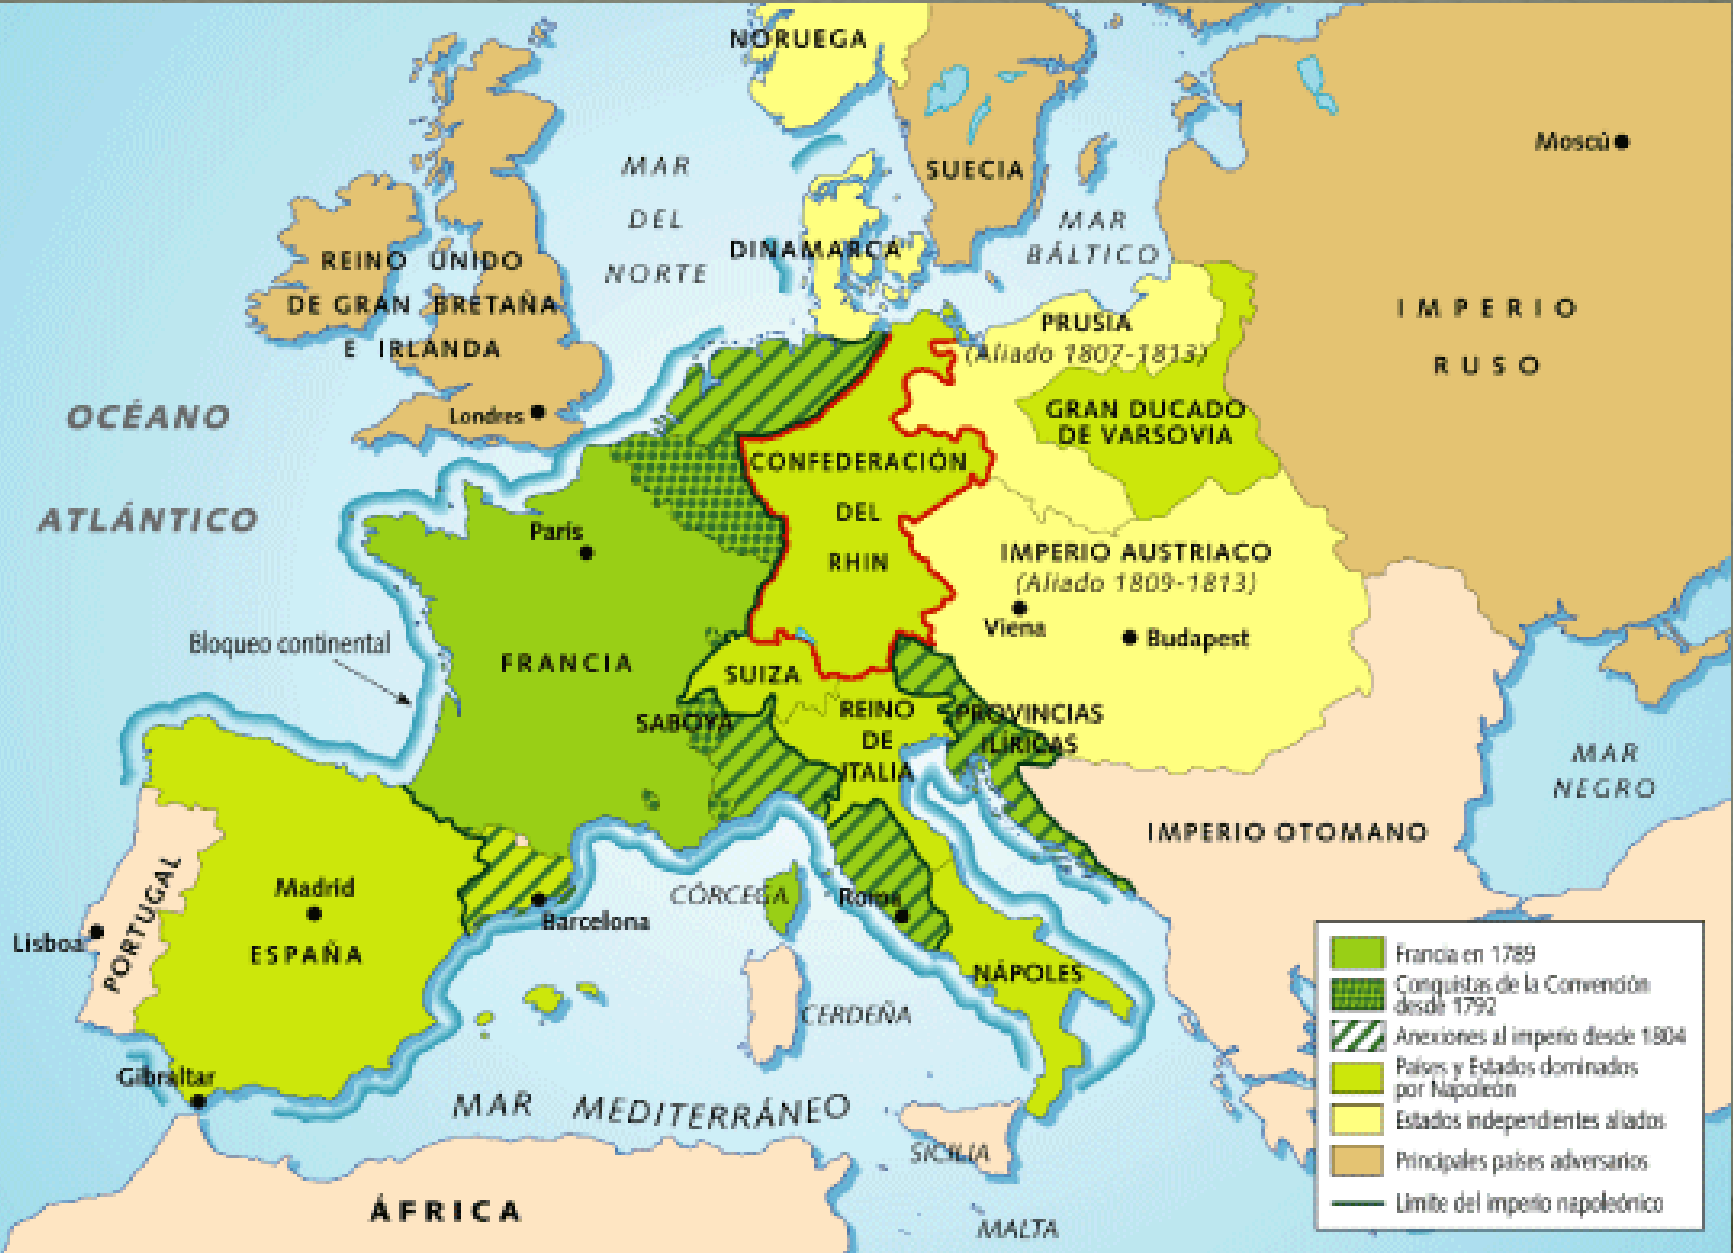 NORUEGA
SUECIA
Moscú
MAR
DEL
NORTE
MAR
BÁLTICO
DINAMARCA
REINO UNIDO
DE GRAN BRETAÑA
E IRLANDA
Londres
PRUSIA
(Aliado 1807-1813)
IMPERIO
RUSO
GRAN DUCADO
DE VARSOVIA
OCÉANO
ATLÁNTICO
CONFEDERACIÓN
DEL
RHIN
París
IMPERIO AUSTRIACO
(Aliado 1809-1813)
Viena
Budapest
Bloqueo continental
FRANCIA
SUIZA
SABOYA
REINO
DE
ITALIA
PROVINCIAS
ILÍRICAS
MAR
NEGRO
IMPERIO OTOMANO
PORTUGAL
Lisboa
Madrid
ESPAÑA
Barcelona
CÓRCEGA
Roma
NÁPOLES
CERDEÑA
Gibraltar
MAR MEDITERRÁNEO
SICILIA
MALTA
ÁFRICA
Francia en 1789
Conquistas de la Convención
desde 1792
Anexiones al imperio desde 1804
Países y Estados dominados
por Napoleón
Estados independientes aliados
Principales países adversarios
Límite del imperio napoleónico